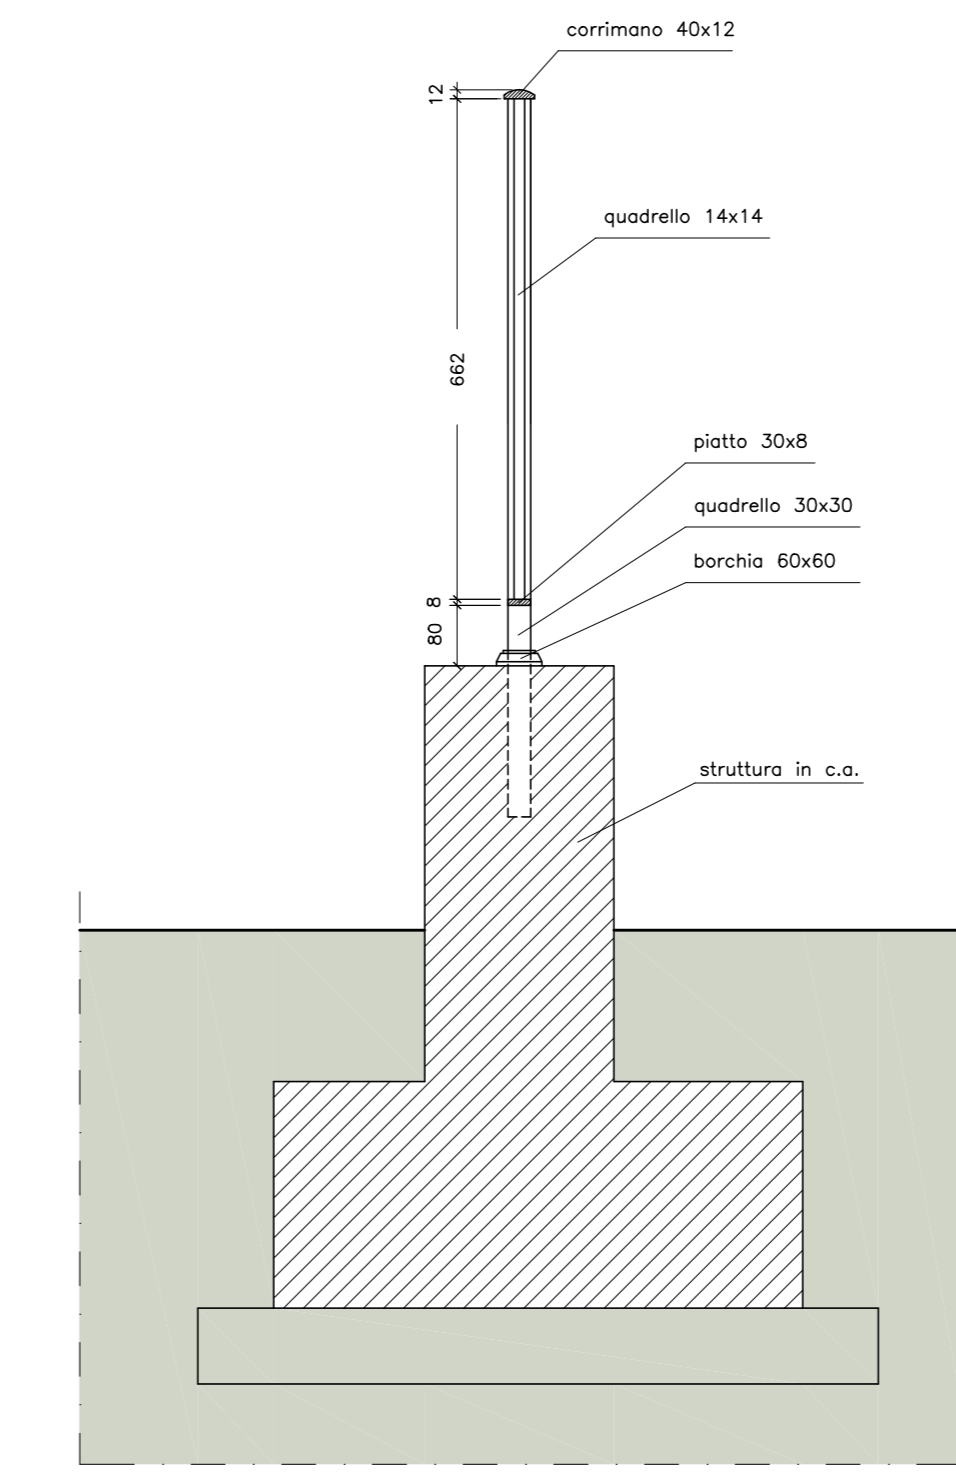 corrimano 40x12
12
quadrello 14x14
662
piatto 30x8
quadrello 30x30
borchia 60x60
8
80
struttura in c.a.